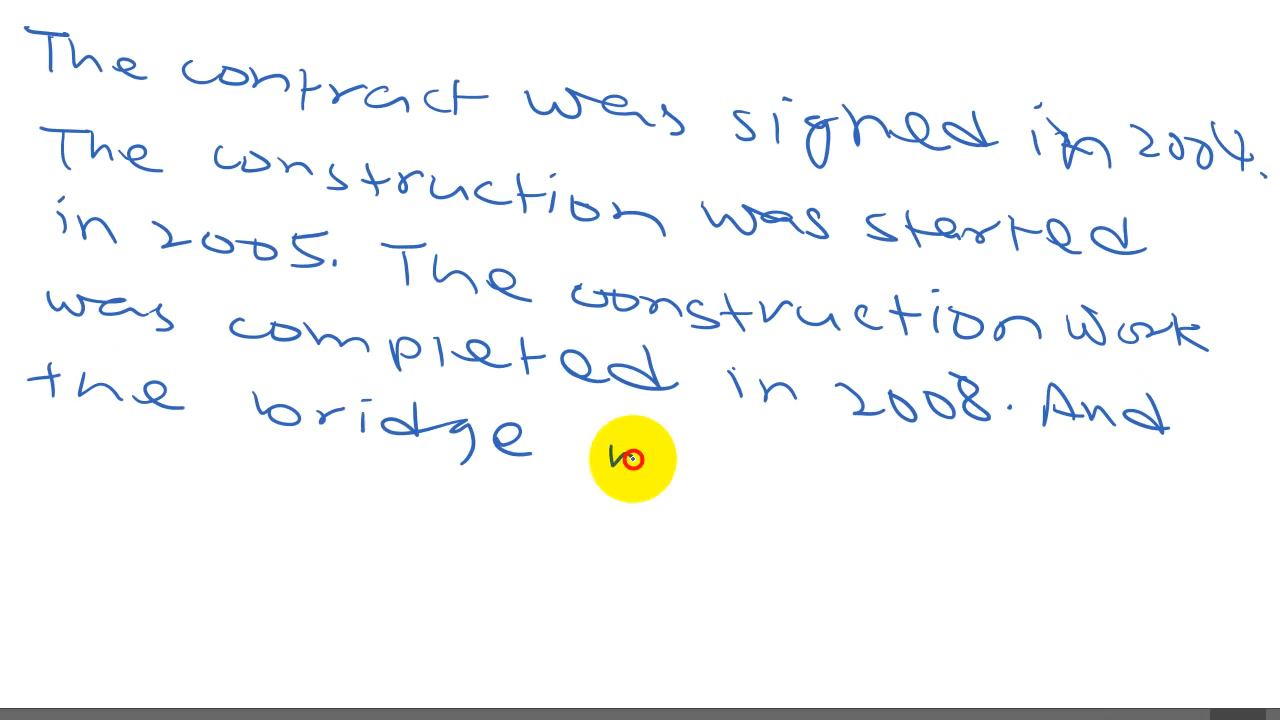 The contract was signed in 2004.
The construction was started
in 2005. The construction work
was completed in 2008. And
the bridge